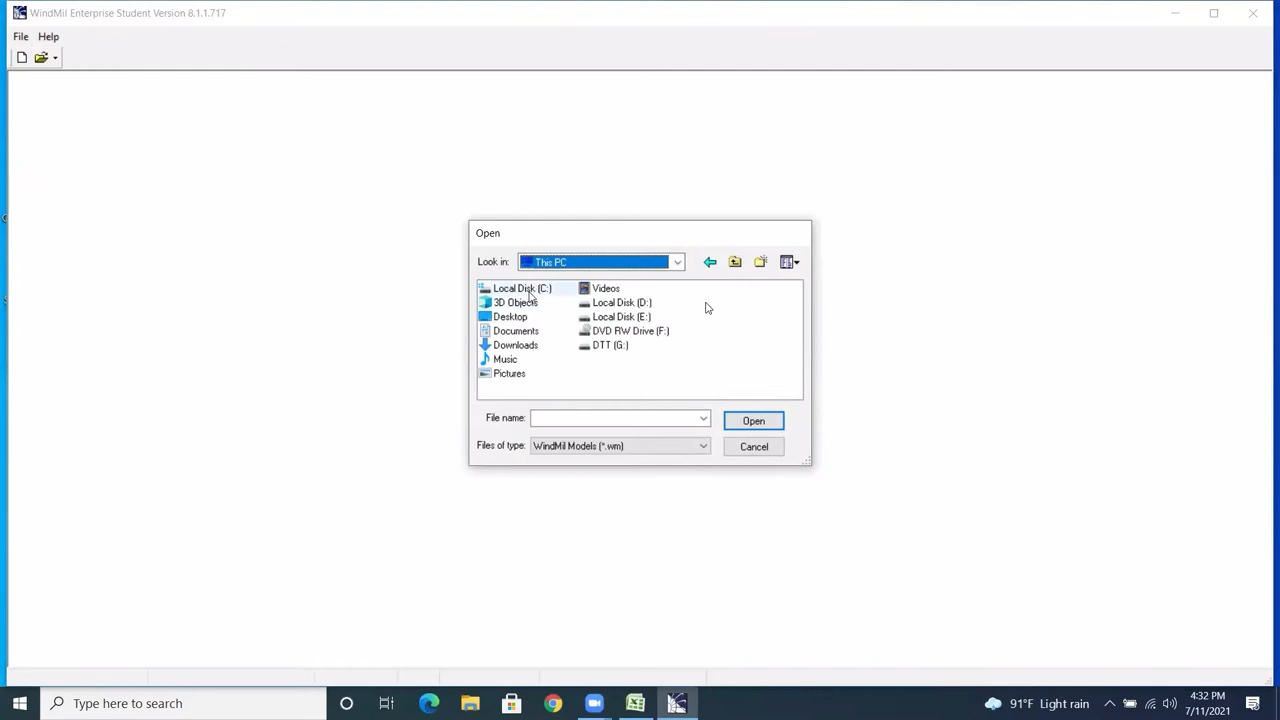 WindMil Enterprise Student Version 8.1.1.717
File Help
Open
Look in: This PC
Local Disk (C:)
3D Objects
Desktop
Documents
Downloads
Music
Pictures
Videos
Local Disk (D:)
Local Disk (E:)
DVD RW Drive (F:)
DTT (G:)
File name:
Open
Files of type: WindMil Models (*.wm)
Cancel
Type here to search
91°F Light rain
4:32 PM
7/11/2021